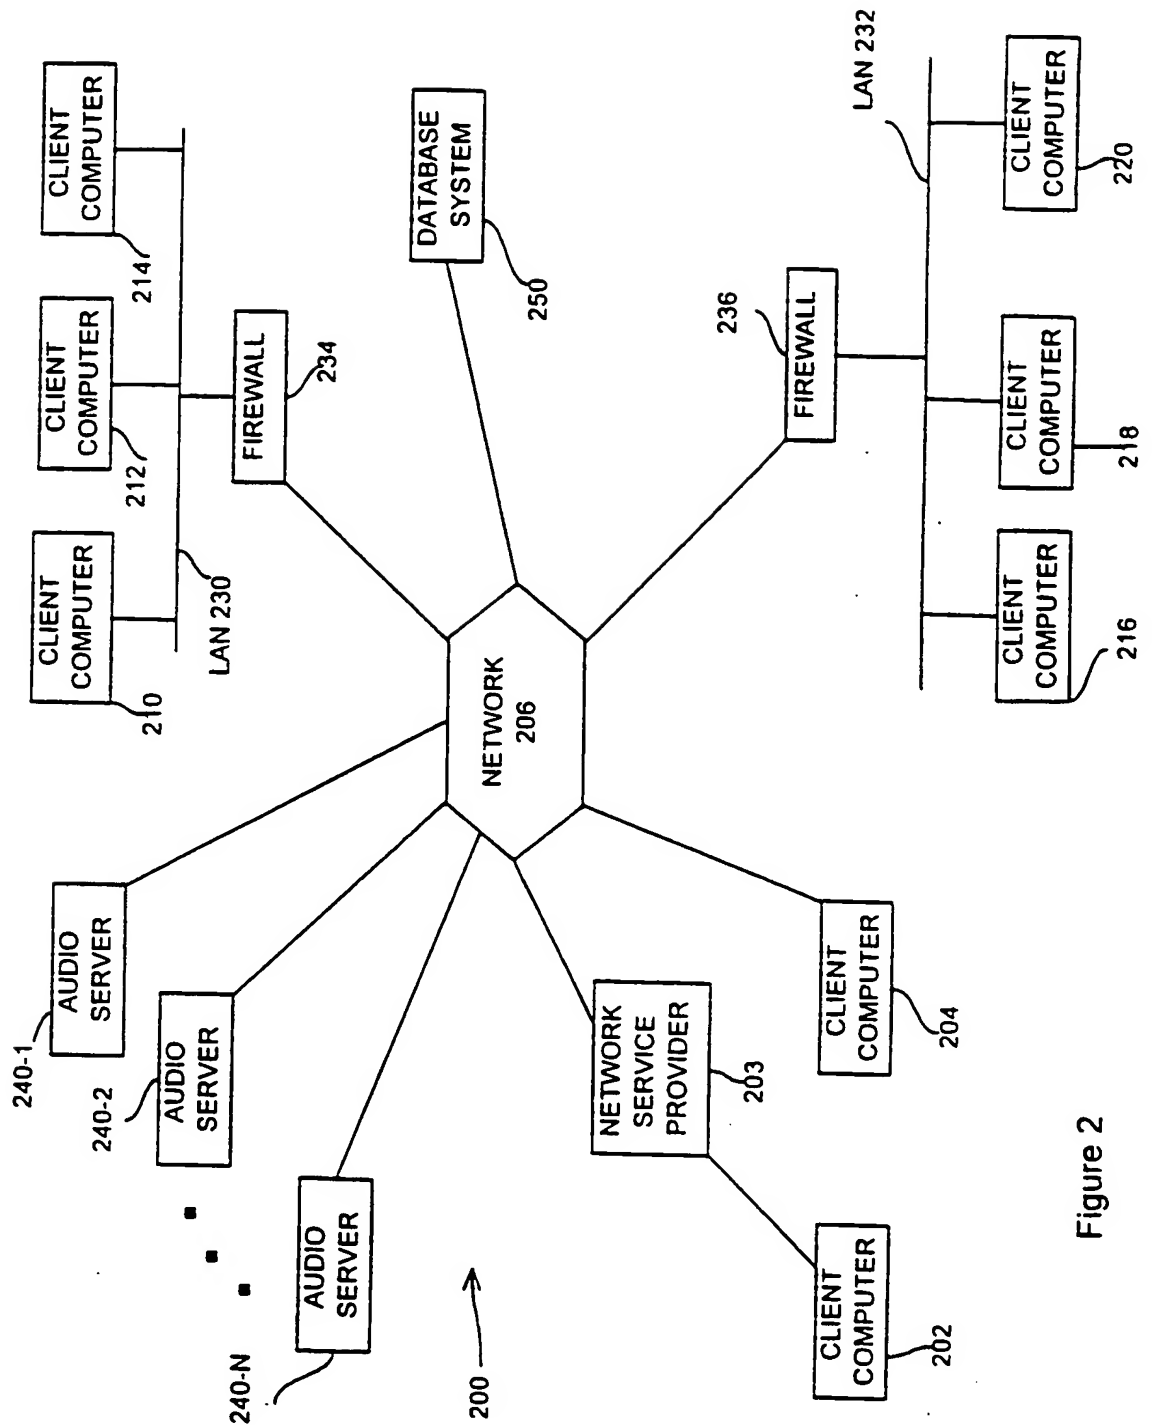 240-1
AUDIO
SERVER
240-2
AUDIO
SERVER
240-N
AUDIO
SERVER
200
CLIENT
COMPUTER
210
CLIENT
COMPUTER
212
CLIENT
COMPUTER
214
LAN 230
FIREWALL
234
DATABASE
SYSTEM
250
NETWORK
206
NETWORK
SERVICE
PROVIDER
203
CLIENT
COMPUTER
202
CLIENT
COMPUTER
204
236
FIREWALL
LAN 232
CLIENT
COMPUTER
216
CLIENT
COMPUTER
218
CLIENT
COMPUTER
220
Figure 2